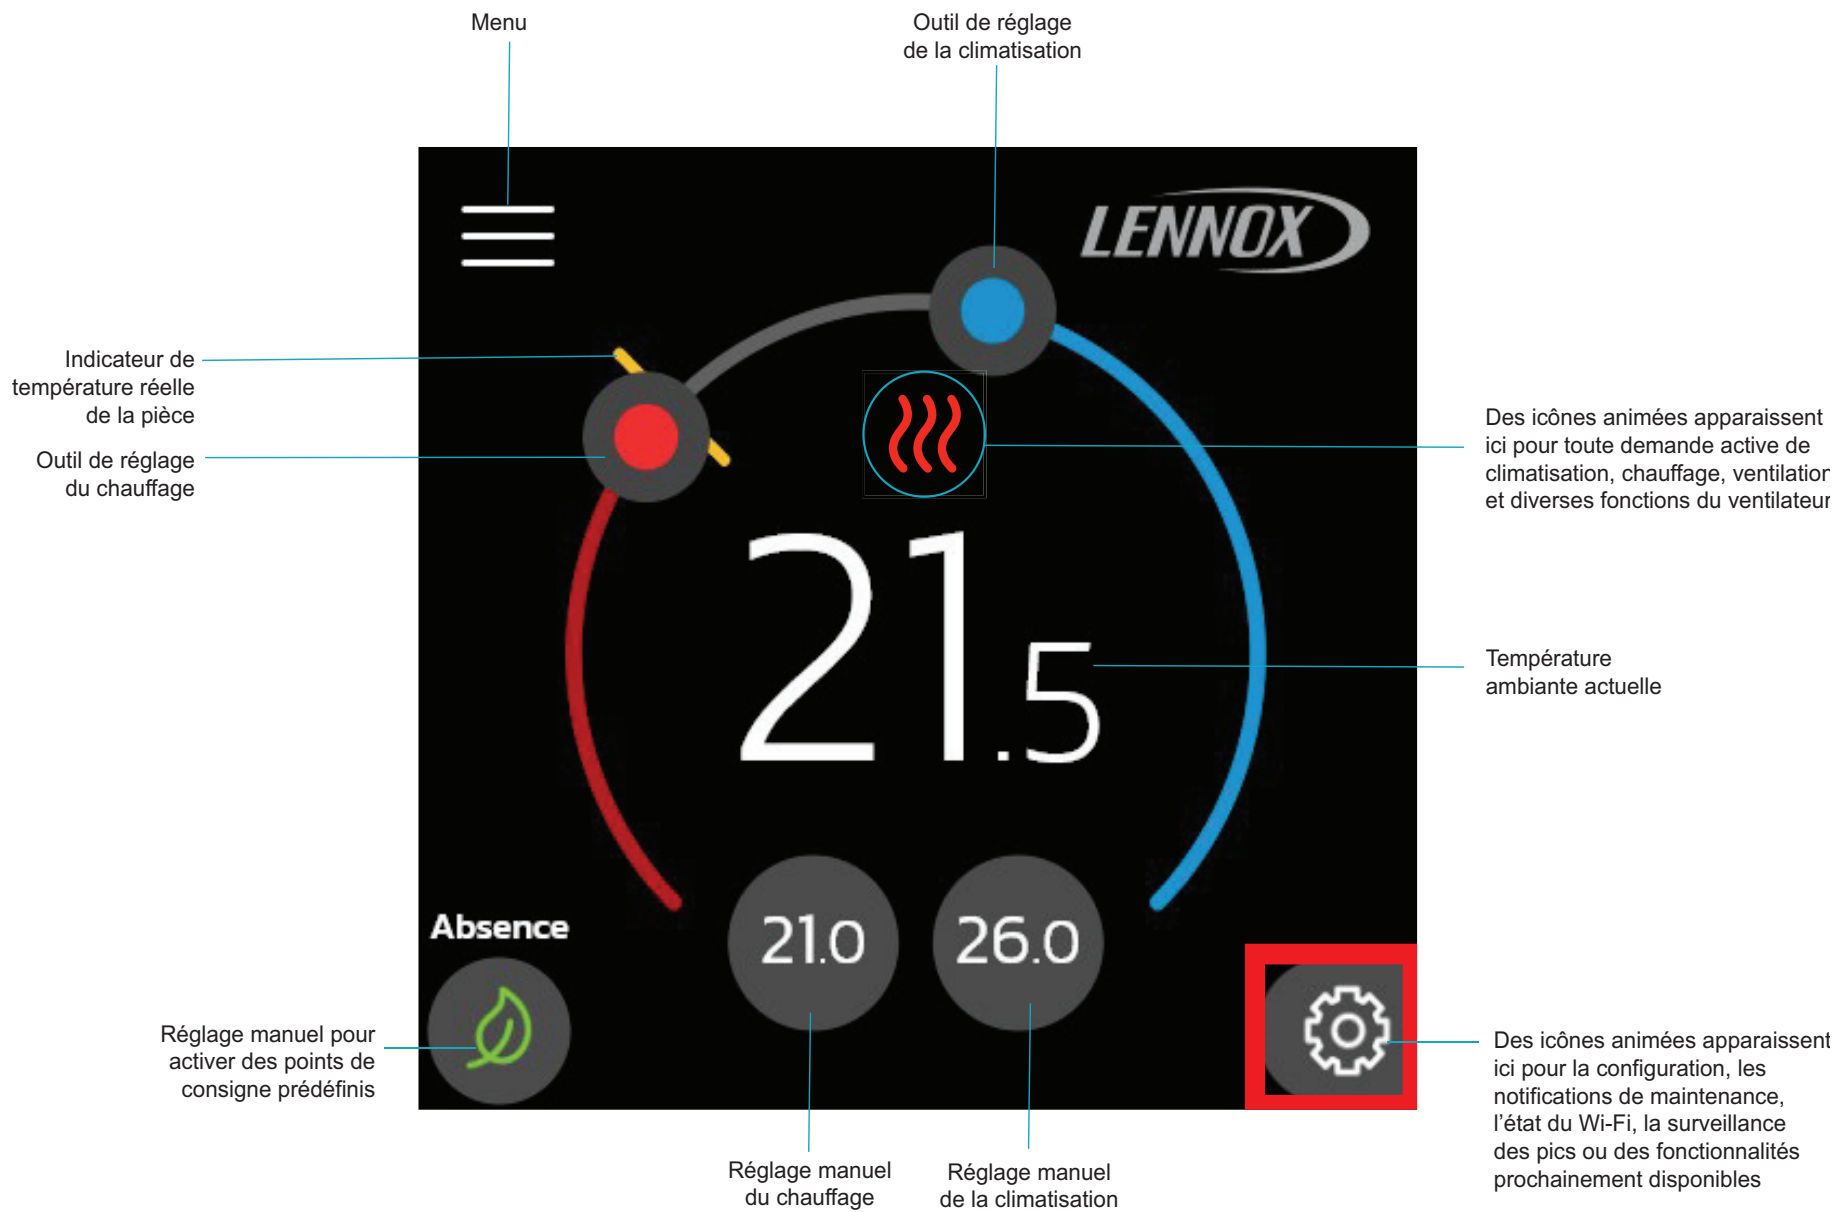 Menu
Outil de réglage
de la climatisation
LENNOX
Indicateur de
température réelle
de la pièce
Outil de réglage
du chauffage
Des icônes animées apparaissent
ici pour toute demande active de
climatisation, chauffage, ventilation
et diverses fonctions du ventilateur
21.5
Température
ambiante actuelle
Absence
21.0
26.0
Réglage manuel pour
activer des points de
consigne prédéfinis
Des icônes animées apparaissent
ici pour la configuration, les
notifications de maintenance,
l’état du Wi-Fi, la surveillance
des pics ou des fonctionnalités
prochainement disponibles
Réglage manuel
du chauffage
Réglage manuel
de la climatisation